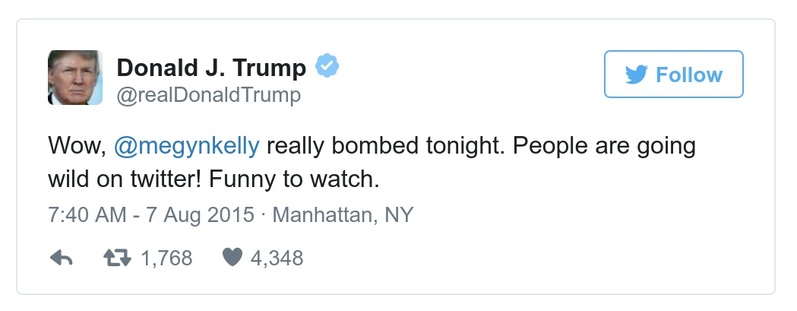 Donald J. Trump
Follow
@realDonaldTrump
Wow, @megynkelly really bombed tonight. People are going
wild on twitter! Funny to watch.
7:40 AM - 7 Aug 2015 · Manhattan, NY
1,768 4,348